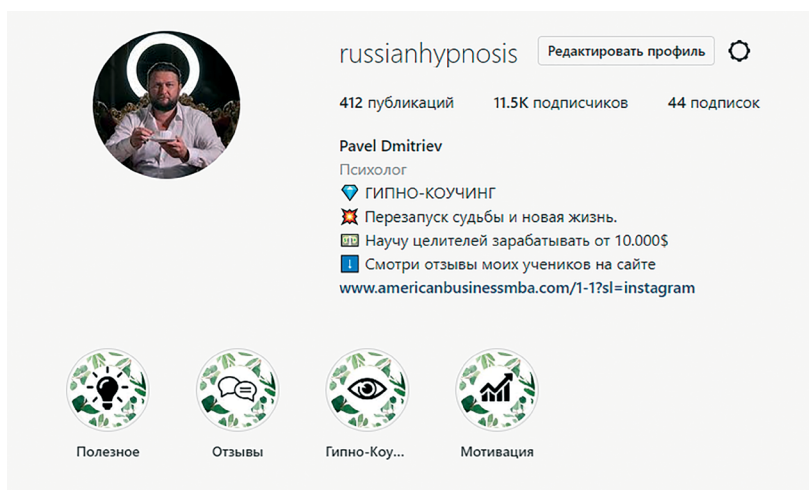 russianhypnosis Редактировать профиль
412 публикаций 11.5K подписчиков 44 подписок
Pavel Dmitriev
Психолог
ГИПНО-КОУЧИНГ
Перезапуск судьбы и новая жизнь.
Научу целителей зарабатывать от 10.000$
Смотри отзывы моих учеников на сайте
www.americanbusinessmba.com/1-1?sl=instagram
Полезное Отзывы Гипно-Коу... Мотивация